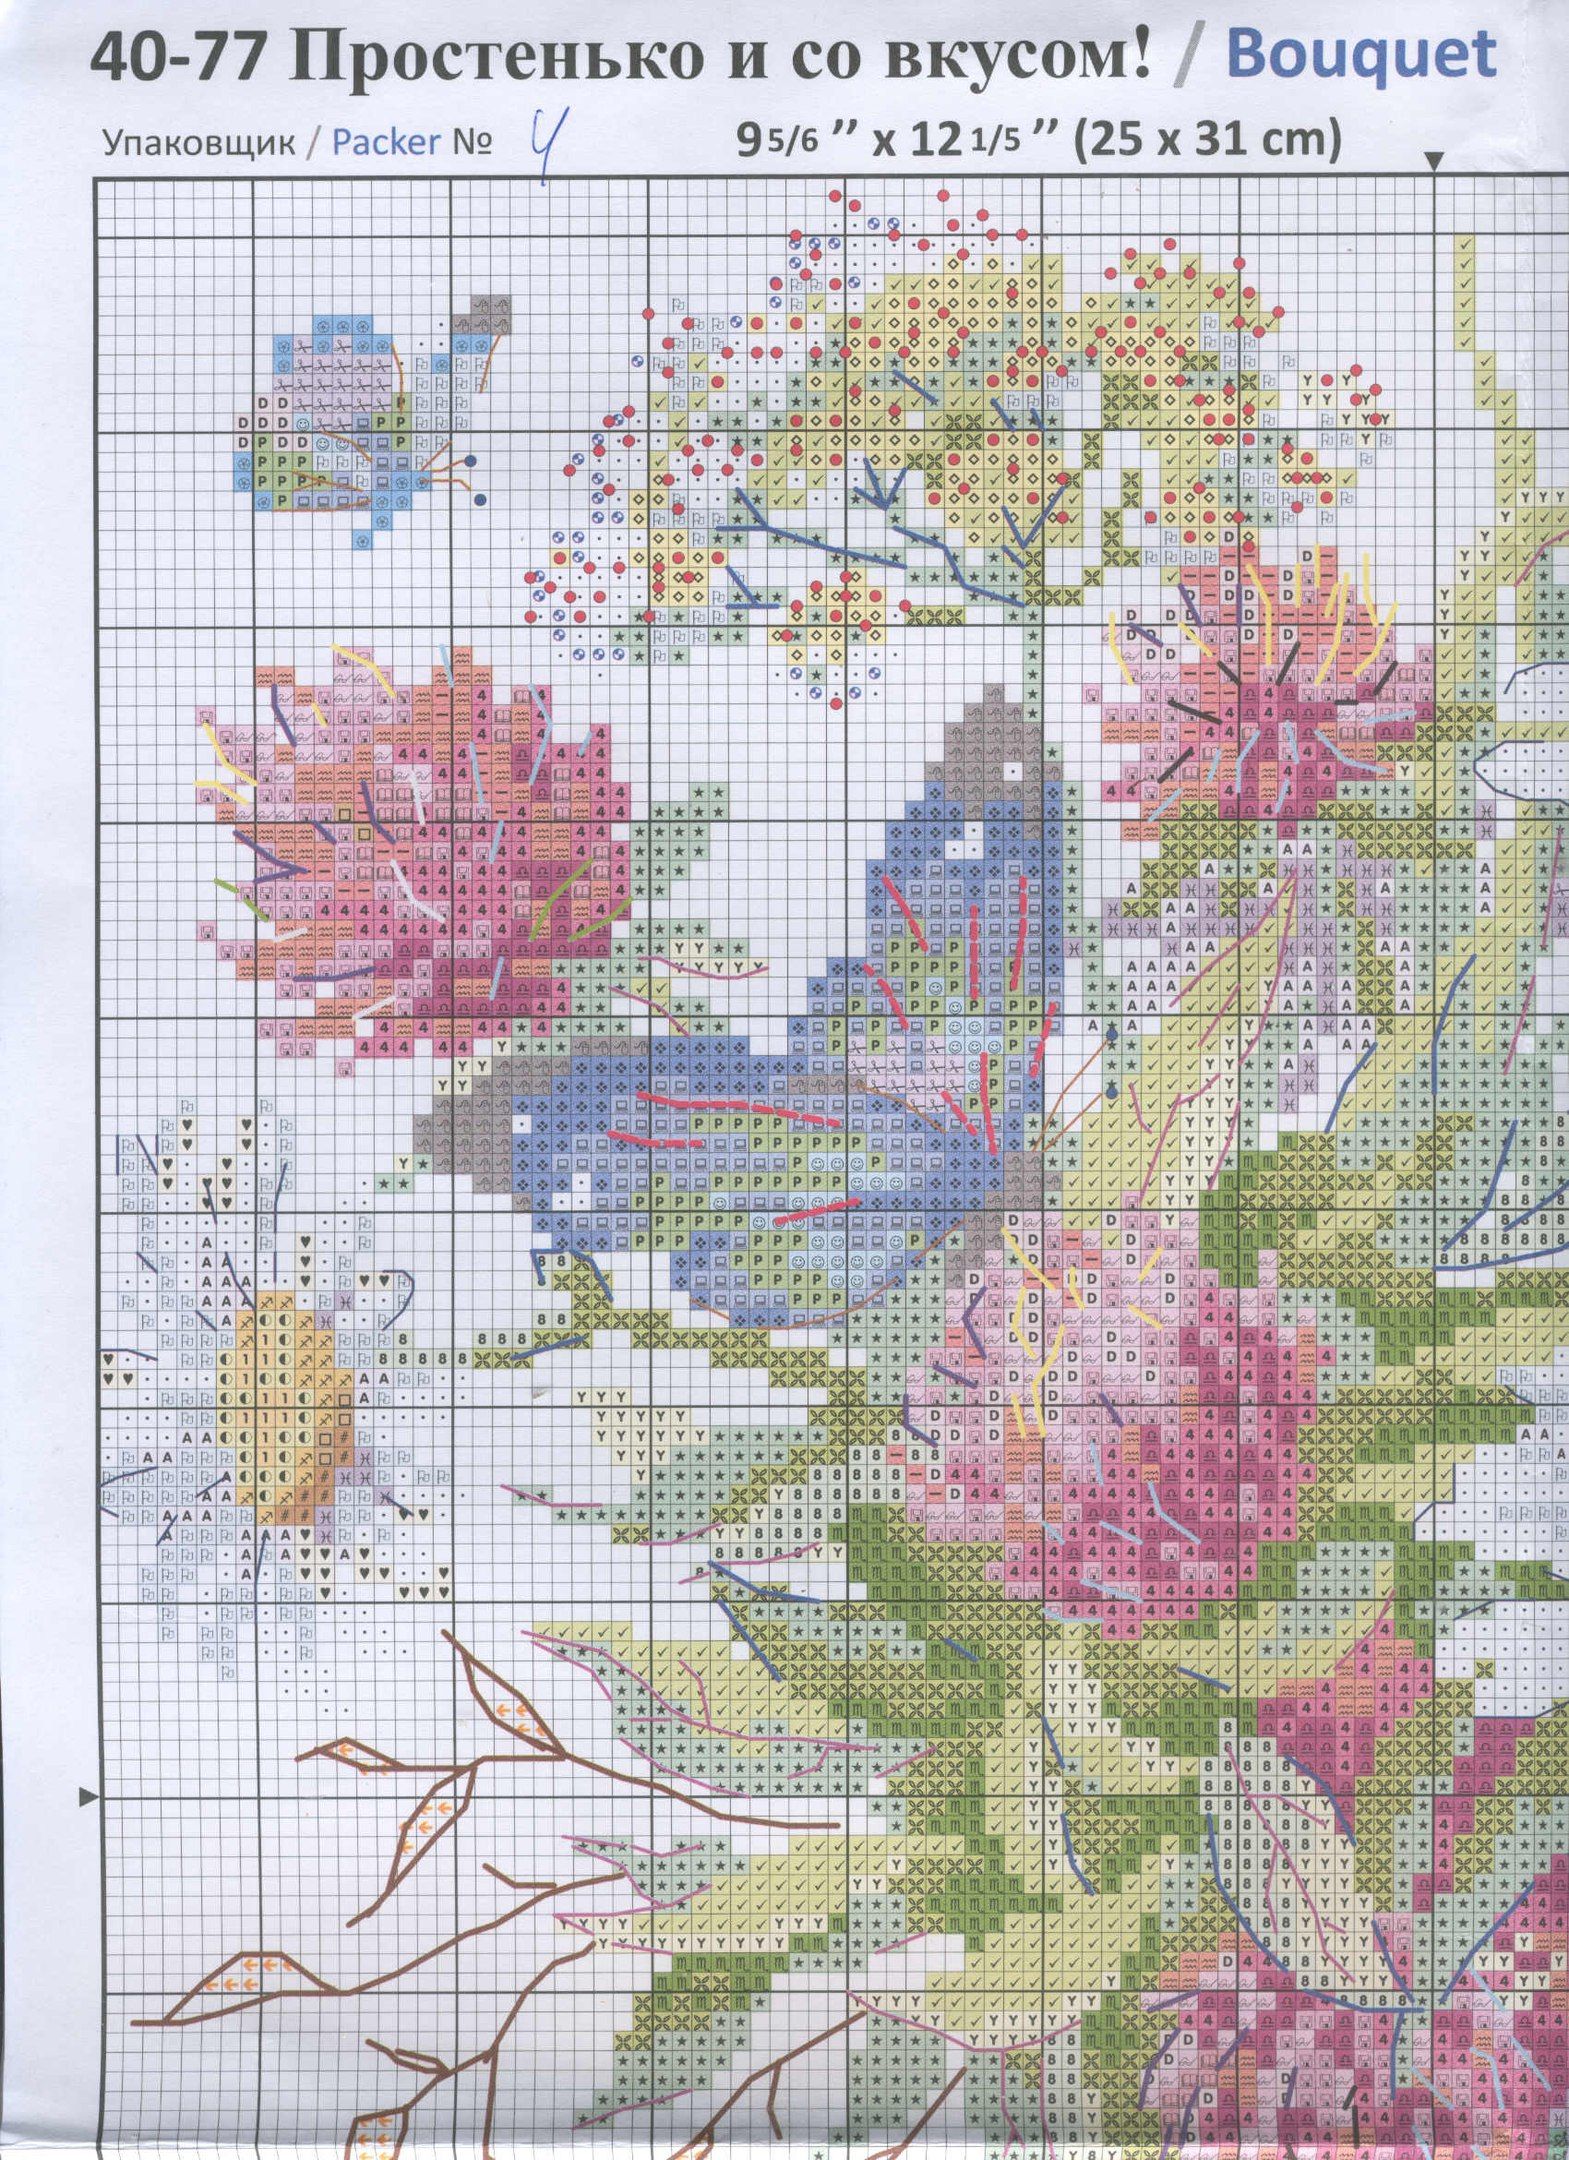 40-77 Простенько и со вкусом! / Bouquet
Упаковщик / Packer № 4
9 5/6 ” x 12 1/5 ” (25 x 31 cm)